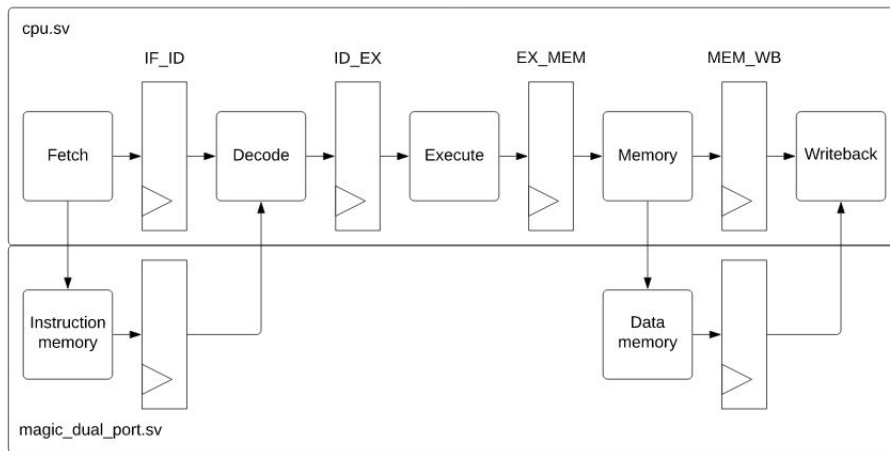 cpu.sv
IF_ID
ID_EX
EX_MEM
MEM_WB
Fetch
Decode
Execute
Memory
Writeback
Instruction
memory
Data
memory
magic_dual_port.sv